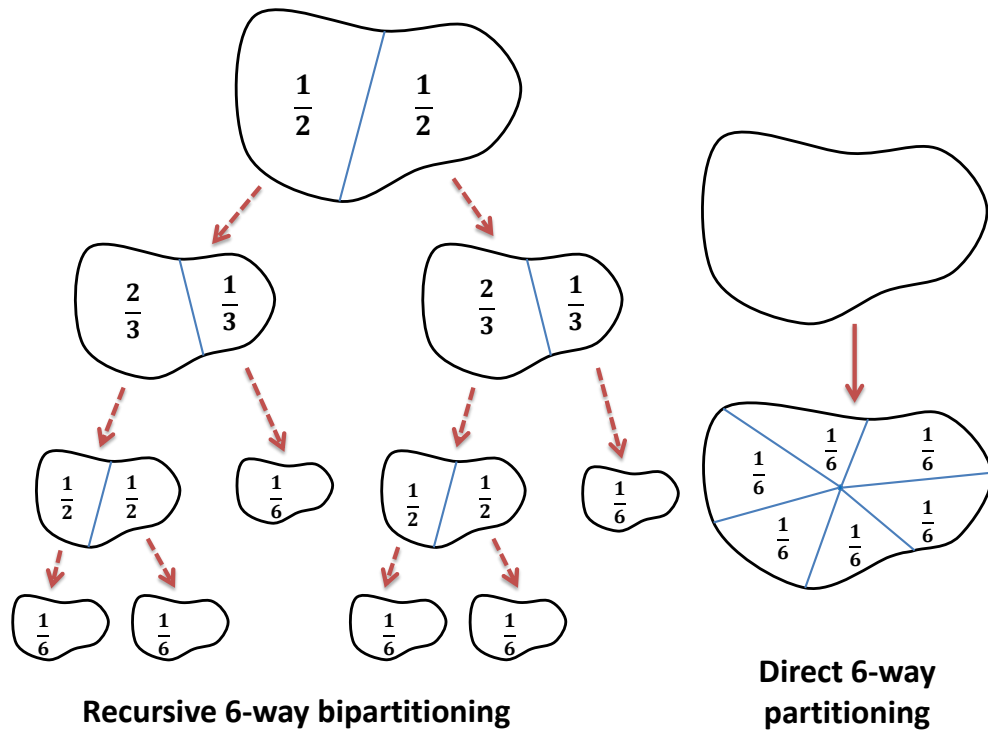 1/2 1/2
2/3 1/3 2/3 1/3
1/2 1/2 1/6 1/2 1/2 1/6
1/6 1/6 1/6 1/6
Recursive 6-way bipartitioning
1/6 1/6 1/6
1/6 1/6 1/6
Direct 6-way
partitioning